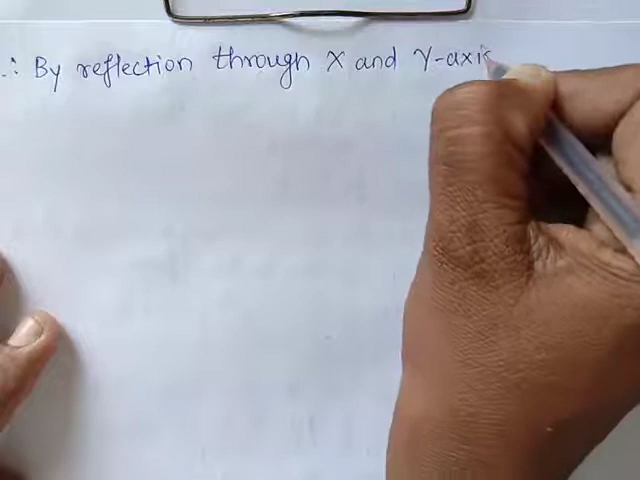 ∴ By reflection through X and Y-axis